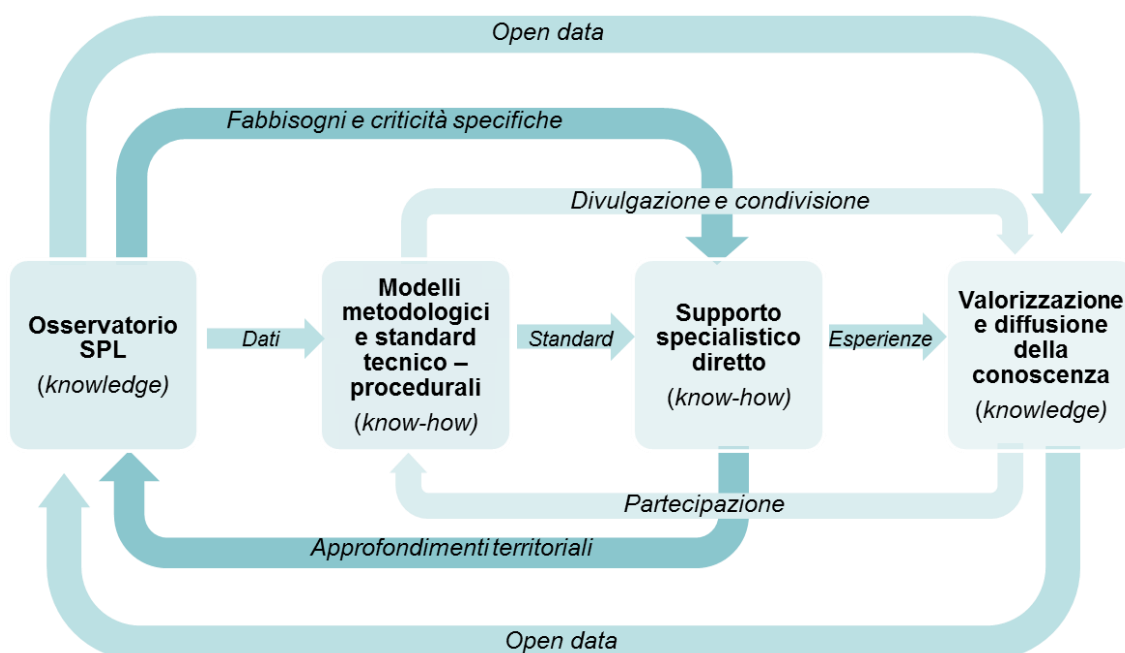 Open data
Fabbisogni e criticità specifiche
Divulgazione e condivisione
Osservatorio
SPL
(knowledge)
Dati
Modelli
metodologici
e standard
tecnico –
procedurali
(know-how)
Standard
Supporto
specialistico
diretto
(know-how)
Esperienze
Valorizzazione
e diffusione
della
conoscenza
(knowledge)
Partecipazione
Approfondimenti territoriali
Open data